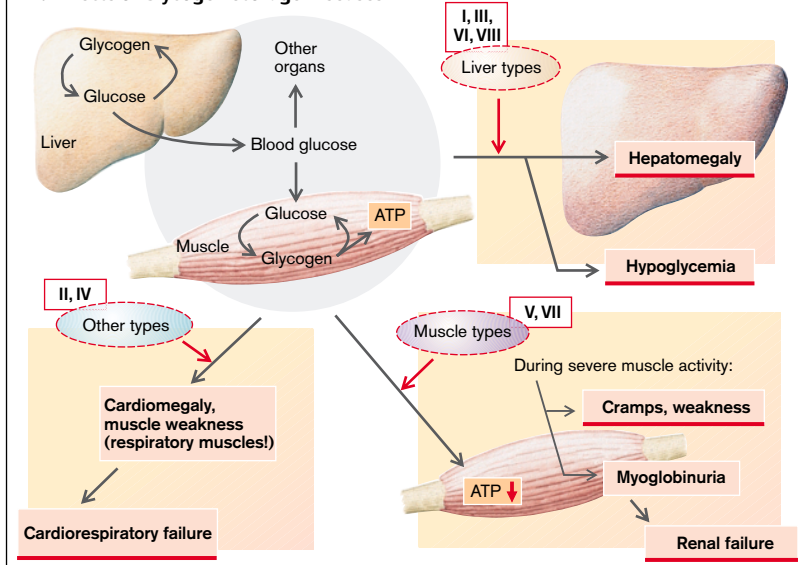 I, III,
VI, VIII
Liver types
Glycogen
Glucose
Liver
Other
organs
Blood glucose
Hepatomegaly
Hypoglycemia
Glucose
ATP
Muscle
Glycogen
II, IV
Other types
Cardiomegaly,
muscle weakness
(respiratory muscles!)
Cardiorespiratory failure
V, VII
Muscle types
During severe muscle activity:
Cramps, weakness
ATP
Myoglobinuria
Renal failure